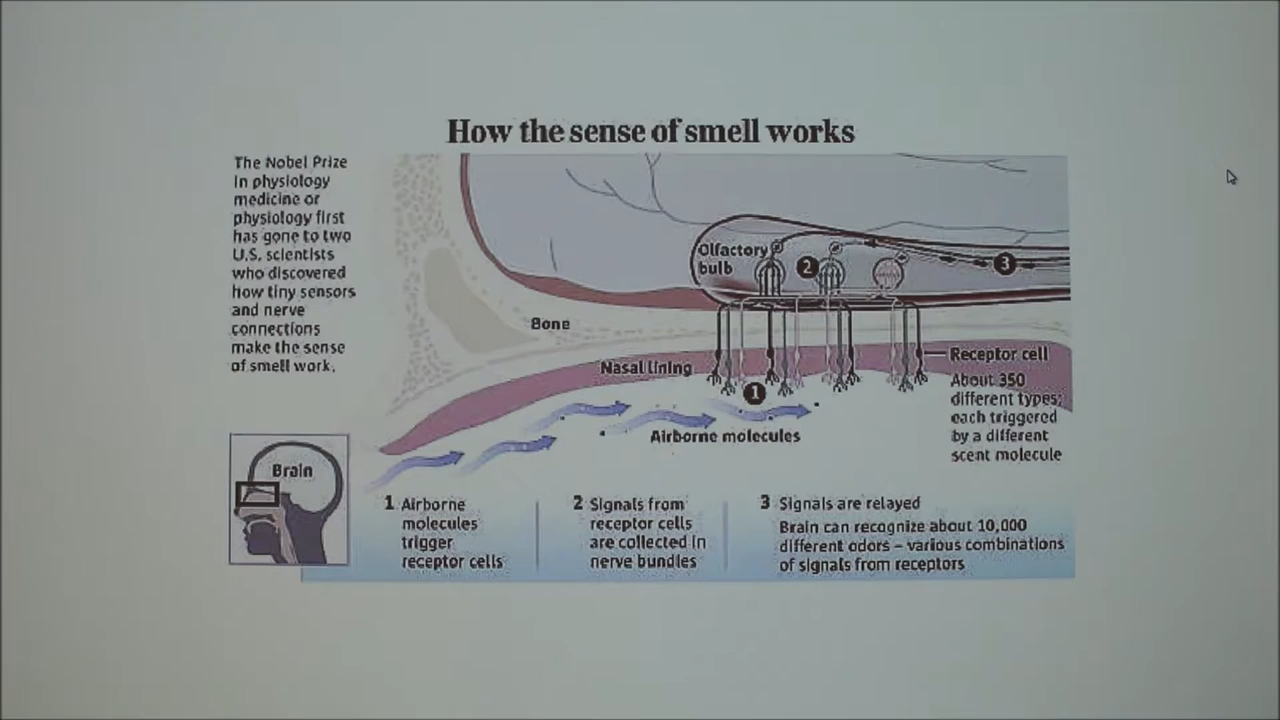 How the sense of smell works
The Nobel Prize
in physiology
medicine or
physiology first
has gone to two
U.S. scientists
who discovered
how tiny sensors
and nerve
connections
make the sense
of smell work.
Olfactory
bulb
2
3
Bone
Nasal lining
Receptor cell
1
About 350
different types;
each triggered
by a different
scent molecule
Airborne molecules
Brain
1 Airborne
molecules
trigger
receptor cells
2 Signals from
receptor cells
are collected in
nerve bundles
3 Signals are relayed
Brain can recognize about 10,000
different odors – various combinations
of signals from receptors